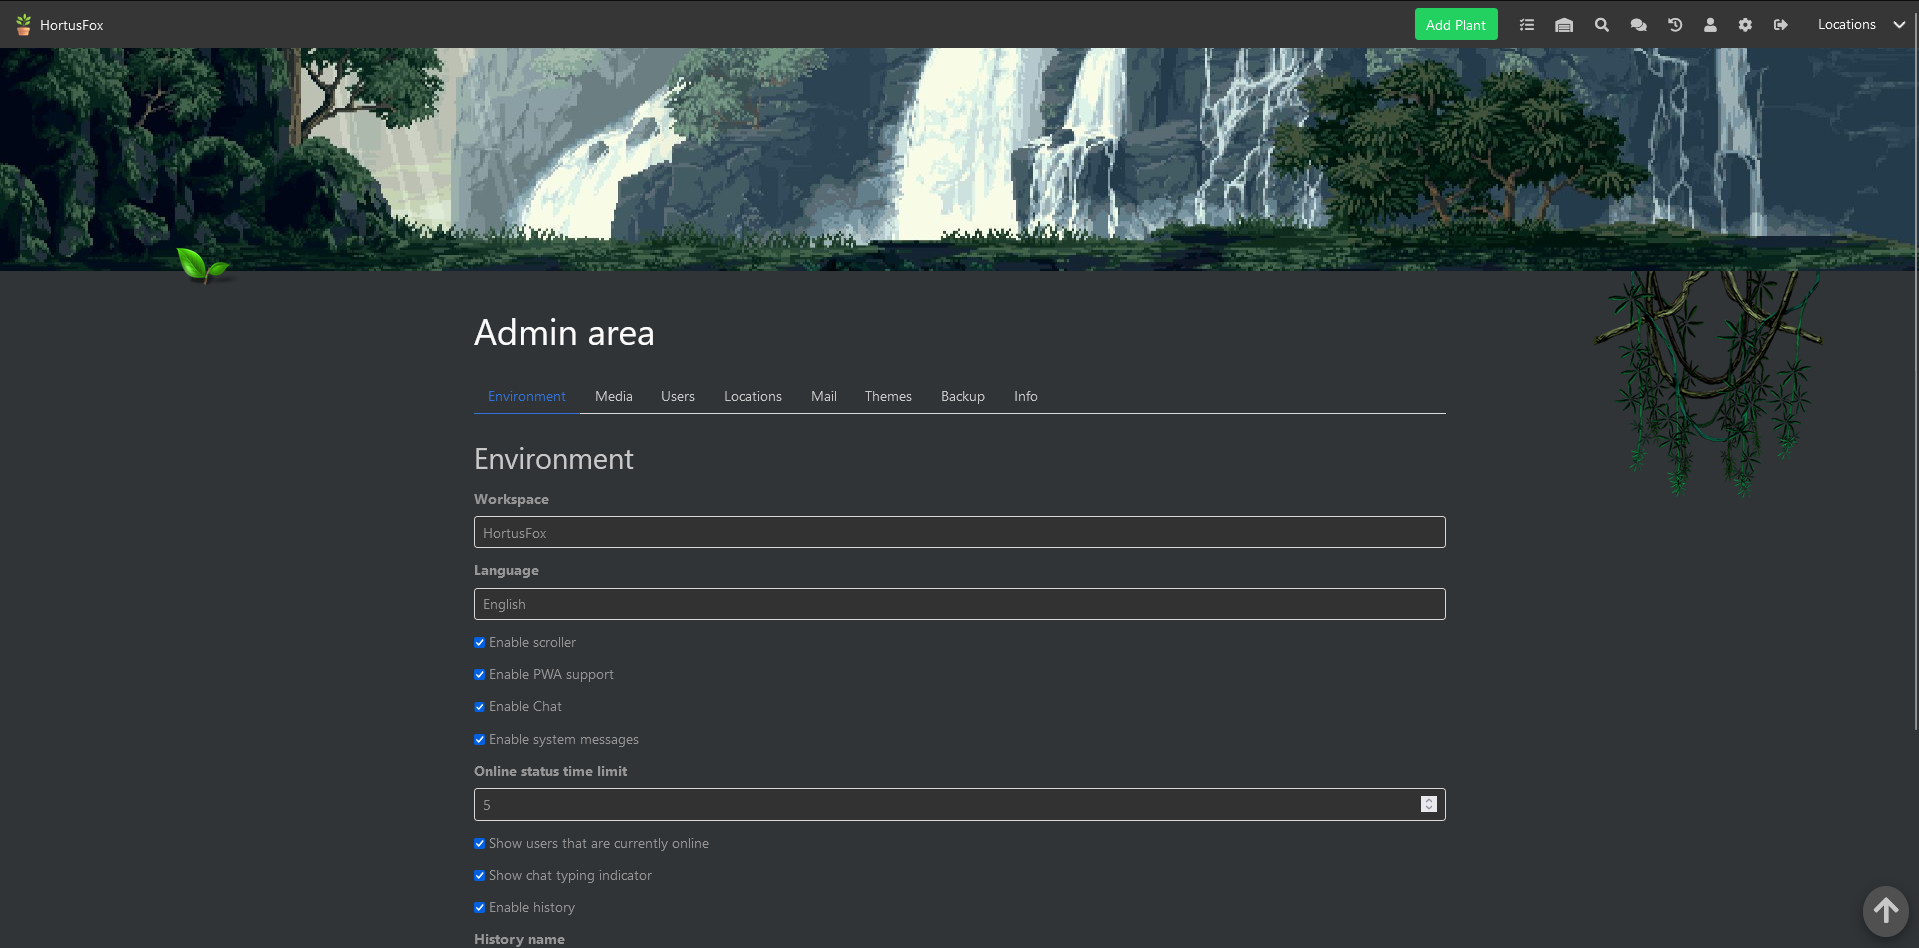 HortusFox
Add Plant
Locations
Admin area
Environment Media Users Locations Mail Themes Backup Info
Environment
Workspace
HortusFox
Language
English
Enable scroller
Enable PWA support
Enable Chat
Enable system messages
Online status time limit
5
Show users that are currently online
Show chat typing indicator
Enable history
History name